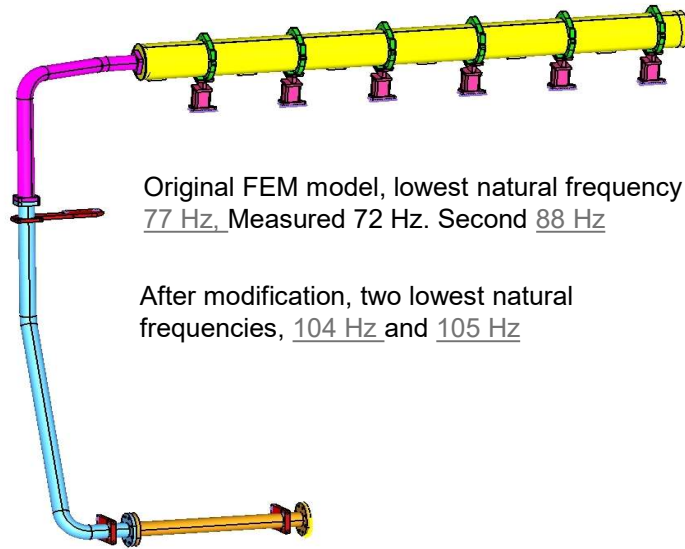 Original FEM model, lowest natural frequency
77 Hz, Measured 72 Hz. Second 88 Hz
After modification, two lowest natural
frequencies, 104 Hz and 105 Hz